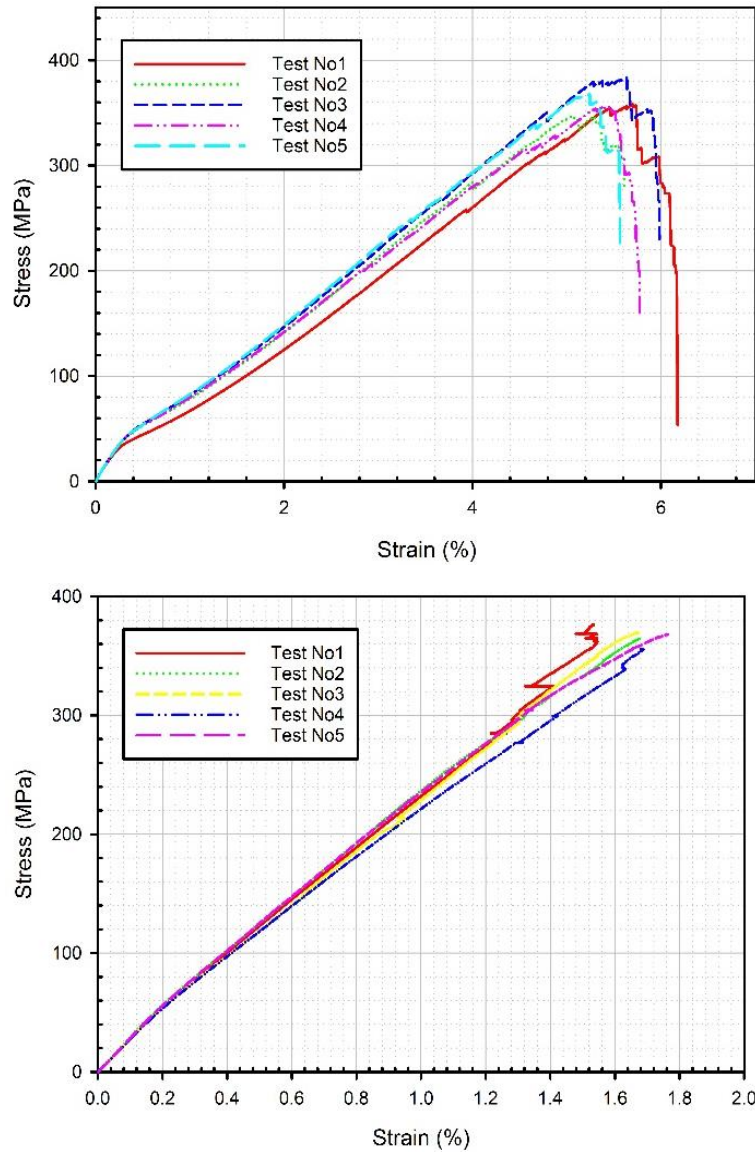 400
300
200
100
0
Stress (MPa)
Test No1
Test No2
Test No3
Test No4
Test No5
0 2 4 6
Strain (%)
400
300
200
100
0
Stress (MPa)
Test No1
Test No2
Test No3
Test No4
Test No5
0.0 0.2 0.4 0.6 0.8 1.0 1.2 1.4 1.6 1.8 2.0
Strain (%)